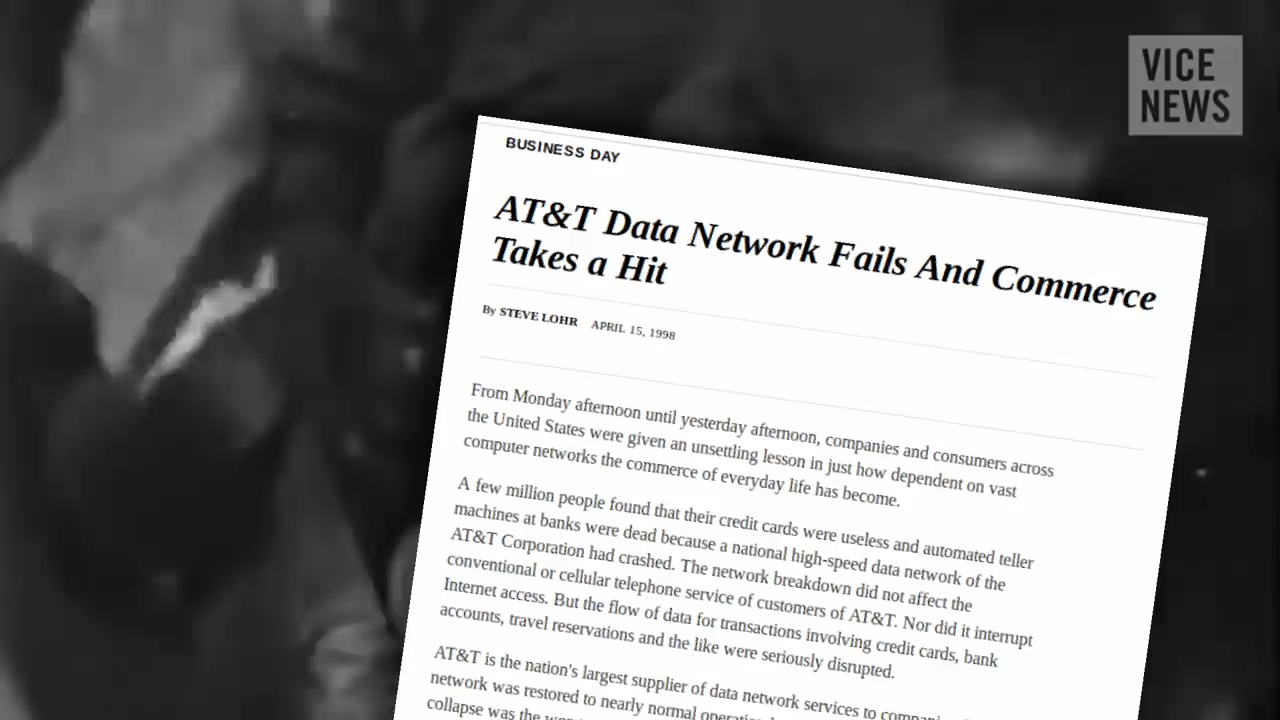 VICE
NEWS
BUSINESS DAY
AT&T Data Network Fails And Commerce
Takes a Hit
By STEVE LOHR APRIL 15, 1998
From Monday afternoon until yesterday afternoon, companies and consumers across
the United States were given an unsettling lesson in just how dependent on vast
computer networks the commerce of everyday life has become.
A few million people found that their credit cards were useless and automated teller
machines at banks were dead because a national high-speed data network of the
AT&T Corporation had crashed. The network breakdown did not affect the
conventional or cellular telephone service of customers of AT&T. Nor did it interrupt
Internet access. But the flow of data for transactions involving credit cards, bank
accounts, travel reservations and the like were seriously disrupted.
AT&T is the nation's largest supplier of data network services to
network was restored to nearly normal
collapse was the